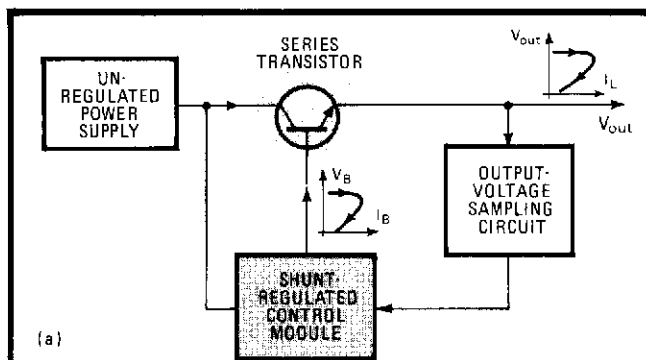 SERIES
TRANSISTOR
UN-
REGULATED
POWER
SUPPLY
Vout
IL
Vout
VB
IB
OUTPUT-
VOLTAGE
SAMPLING
CIRCUIT
SHUNT-
REGULATED
CONTROL
MODULE
(a)